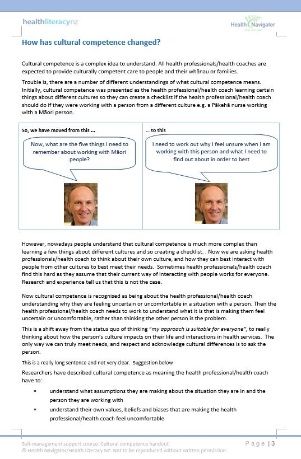 healthliteracynz
Health Navigator
How has cultural competence changed?
Cultural competence is a complex idea to understand. All health professionals/health coaches are
expected to provide culturally competent care to people and their whānau or families.
Trouble is, there are a number of different understandings of what cultural competence means.
Initially, cultural competence was presented as the health professional/health coach learning certain
things about different cultures so they can create a checklist if the health professional/health coach
should do if they were working with a person from a different culture e.g. a Pākehā nurse working
with a Māori person.
So, we have moved from this ...
... to this
Now, what are the five things I need to
remember about working with Māori
people?
I need to work out why I feel unsure when I am
working with this person and what I need to
find out about in order to best
However, nowadays people understand that cultural competence is much more complex than
learning a few things about different cultures and so creating a checklist... Now we are asking health
professionals/health coach to think about their own culture, and how they can best interact with
people from other cultures to best meet their needs. Sometimes health professionals/health coach
find this hard as they assume that their current way of interacting with people works for everyone.
Research and experience tell us that this is not the case.
Now cultural competence is recognised as being about the health professional/health coach
understanding why they are feeling uncertain or uncomfortable in a situation with a person. Then the
health professional/health coach needs to work to understand what it is that is making them feel
uncertain or uncomfortable, rather than thinking the other person is the problem.
This is a shift away from the status quo of thinking "my approach is suitable for everyone", to really
thinking about how the person's culture impacts on their life and interactions in health services. The
only way we can truly meet needs, and respect and acknowledge cultural differences is to ask the
person.
This is a really long sentence and not very clear. Suggestion below
Researchers have described cultural competence as meaning the health professional/health coach
have to:
• understand what assumptions they are making about the situation they are in and the
person they are working with
• understand their own values, beliefs and biases that are making the health
professional/health coach feel uncomfortable
Self-management support course. Cultural competence handout
Page | 3
© Health Navigator/Health Literacy NZ. Not to be reproduced without written permission.